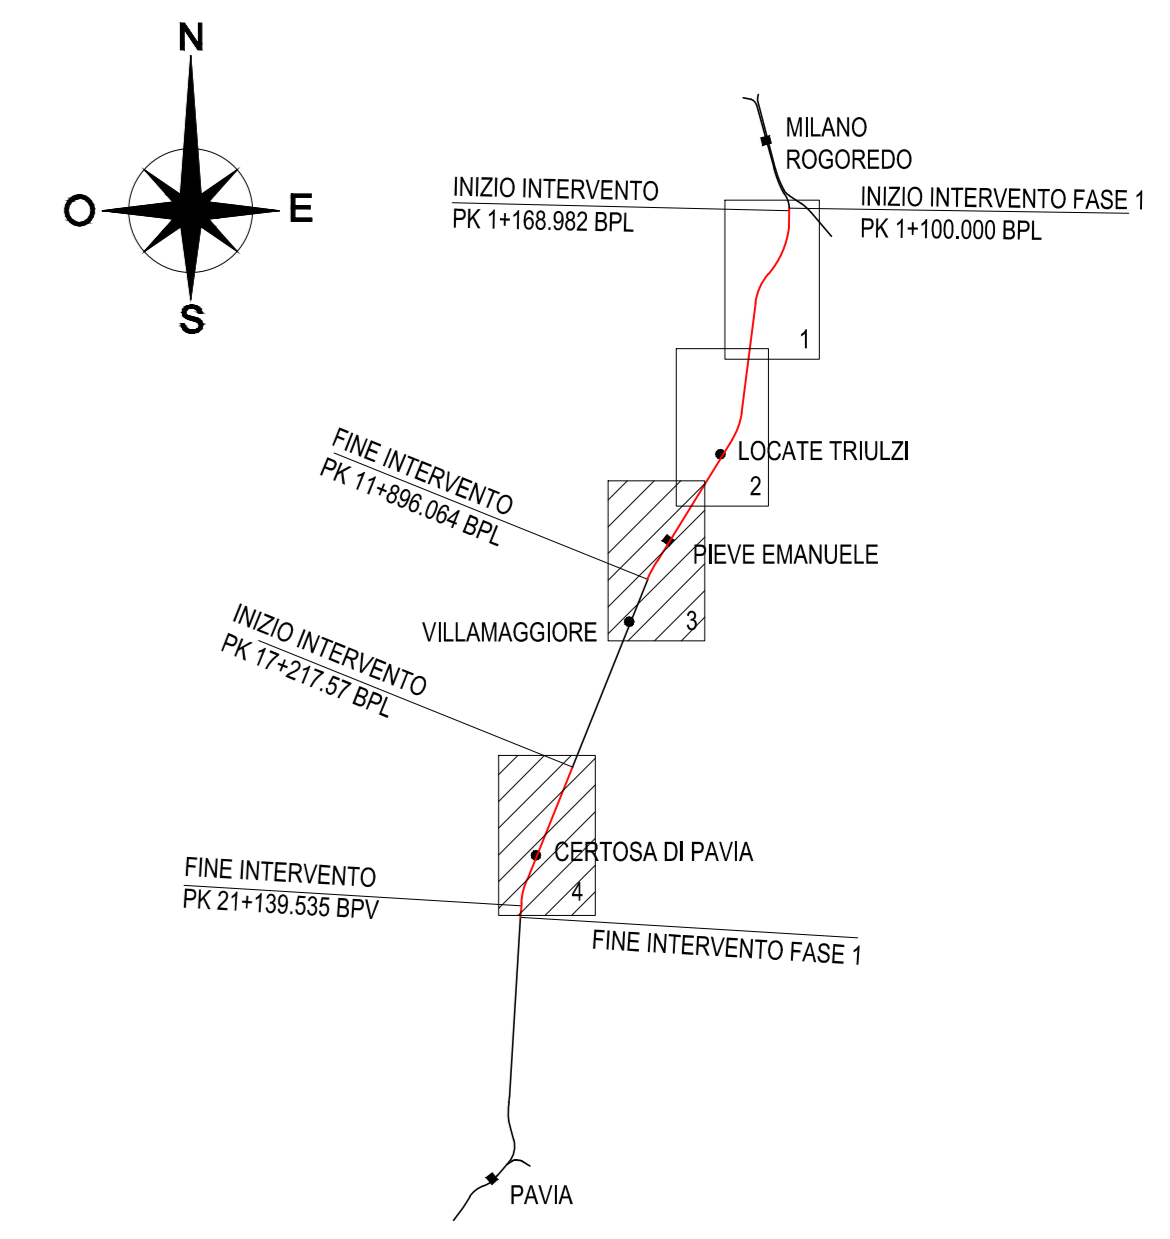 N
O
E
S
MILANO
ROGOREDO
INIZIO INTERVENTO
PK 1+168.982 BPL
INIZIO INTERVENTO FASE 1
PK 1+100.000 BPL
1
LOCATE TRIULZI
2
FINE INTERVENTO
PK 11+896.064 BPL
PIEVE EMANUELE
3
VILLAMAGGIORE
INIZIO INTERVENTO
PK 17+217.57 BPL
CERTOSA DI PAVIA
4
FINE INTERVENTO
PK 21+139.535 BPV
FINE INTERVENTO FASE 1
PAVIA